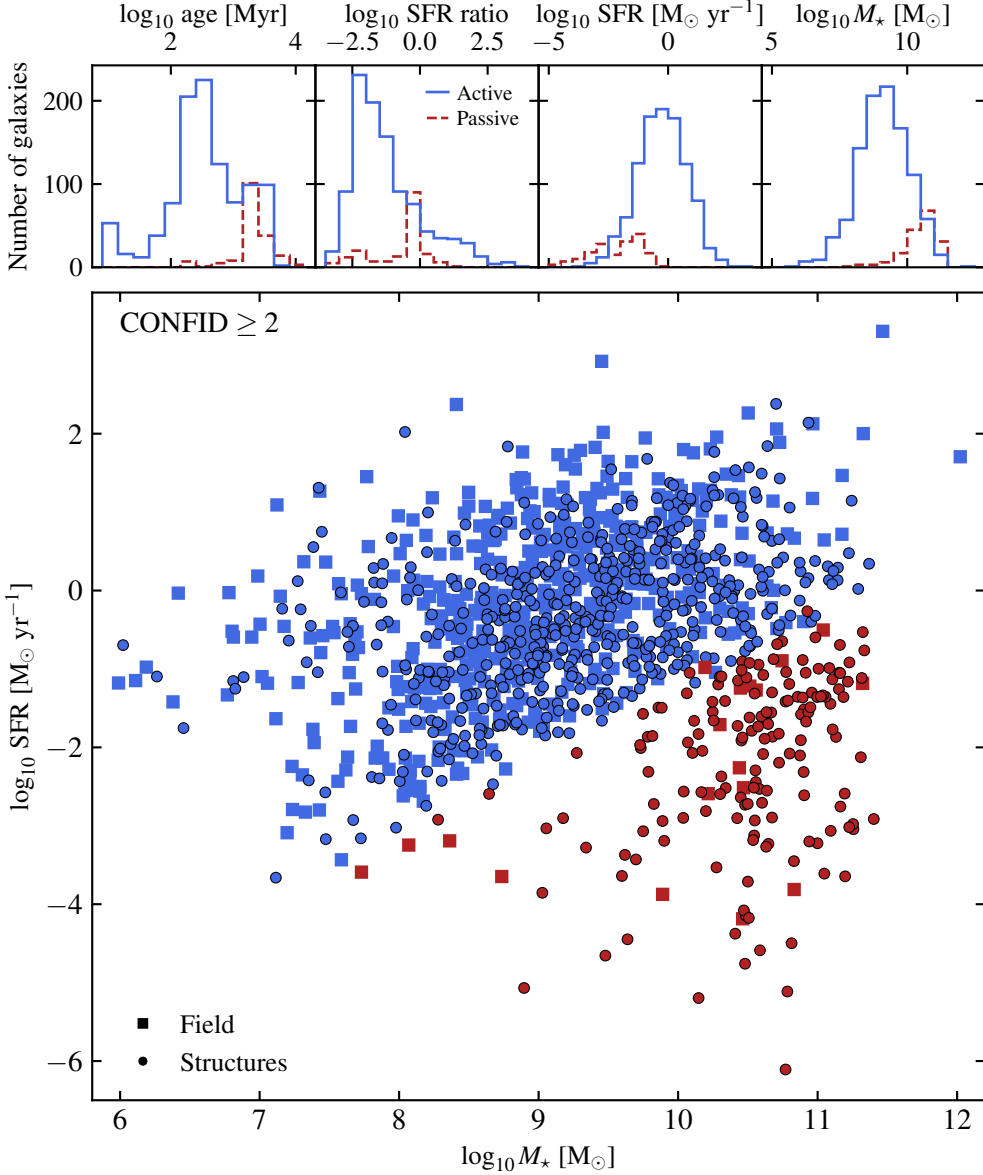 log₁₀ age [Myr] log₁₀ SFR ratio log₁₀ SFR [M⊙ yr⁻¹] log₁₀ M⋆ [M⊙]
2 4 −2.5 0.0 2.5 −5 0 5 10
Number of galaxies
200
100
0
Active
Passive
CONFID ≥ 2
log₁₀ SFR [M⊙ yr⁻¹]
2
0
−2
−4
−6
Field
Structures
6 7 8 9 10 11 12
log₁₀ M⋆ [M⊙]